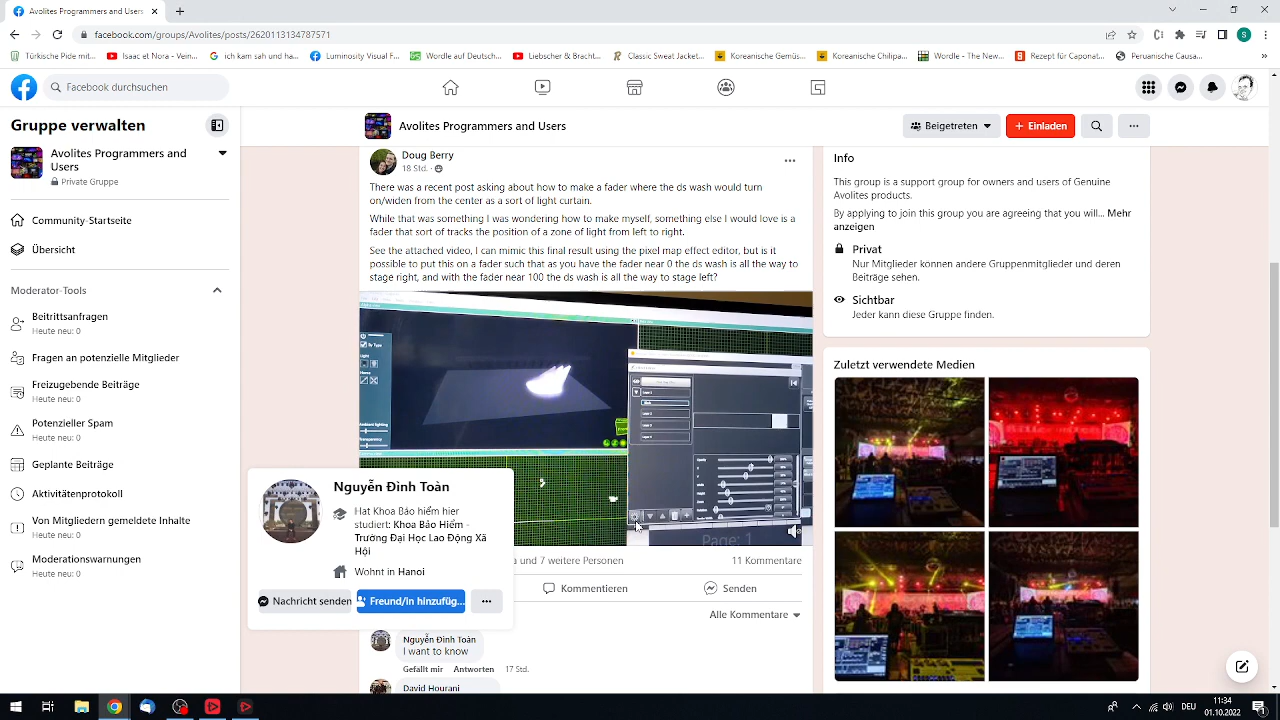 Avolites Programmers and Users
facebook.com/groups/Avolites/posts/2620113134787571
S
Türkische Pide mit...
Isaac et Nora - Ven...
ich kam sah und ha...
Luminosity Visual F...
Wordle auf Deutsch...
Liebscher & Bracht...
Classic Sweat Jacket...
Koreanische Gemüs...
Koreanische Chilipa...
Wordle - The New...
Rezept für Caponat...
Peruanische Causa...
»
Facebook durchsuchen
Gruppe verwalten
Avolites Programmers and Users
Private Gruppe
Community-Startseite
Übersicht
Moderator-Tools
Beitrittsanfragen
Heute neu: 0
Fragen an potenzielle Mitglieder
Freizugebende Beiträge
Heute neu: 0
Potenzieller Spam
Heute neu: 0
Geplante Beiträge
Aktivitätenprotokoll
Von Mitgliedern gemeldete Inhalte
Heute neu: 0
Moderationswarnungen
Heute neu: 0
Avolites Programmers and Users
Beigetreten
+ Einladen
Doug Berry
18 Std.
There was a recent post asking about how to make a fader where the ds wash would turn
on/widen from the center as a sort of light curtain.
While that was something I was wondering how to make myself, something else I would love is a
fader that sort of tracks the position of a zone of light from left to right.
See attached video, I can mimic the final result using the pixel map effect editor, but is it
possible to put this on a fader such that as you have the fader near 0 the ds wash is all the way to
stage right, and with the fader near 100 the ds wash is all the way to stage left?
By Type
Light
Ambient lighting
Transparency
Page: 1
Nguyễn Đình Toàn
Hat Khoa Bảo hiểm hier
studiert: Khoa Bảo Hiểm -
Trường Đại Học Lao Động Xã
Hội
Wohnt in Hanoi
Nachricht senden
Freund/in hinzufüg...
und 7 weitere Personen
11 Kommentare
Kommentieren
Senden
Alle Kommentare
Nguyễn Đình Toàn
I want to know
Gefällt mir Antworten 17 Std.
David Hourani
Info
This group is a support group for owners and users of Genuine
Avolites products.
By applying to join this group you are agreeing that you will... Mehr
anzeigen
Privat
Nur Mitglieder können andere Gruppenmitglieder und deren
Beiträge sehen.
Sichtbar
Jeder kann diese Gruppe finden.
Zuletzt verwendete Medien
DEU
11:34
01.10.2022